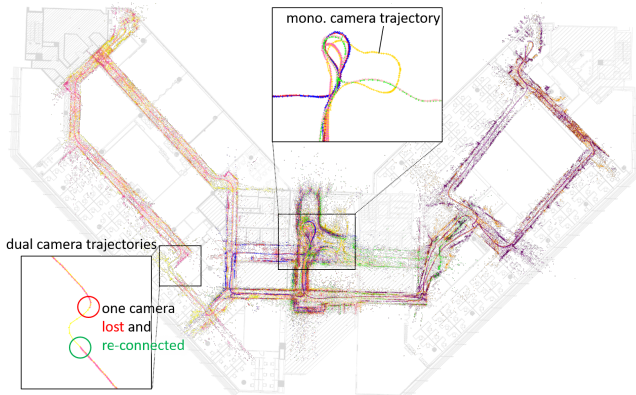 mono. camera trajectory
dual camera trajectories
one camera
lost and
re-connected